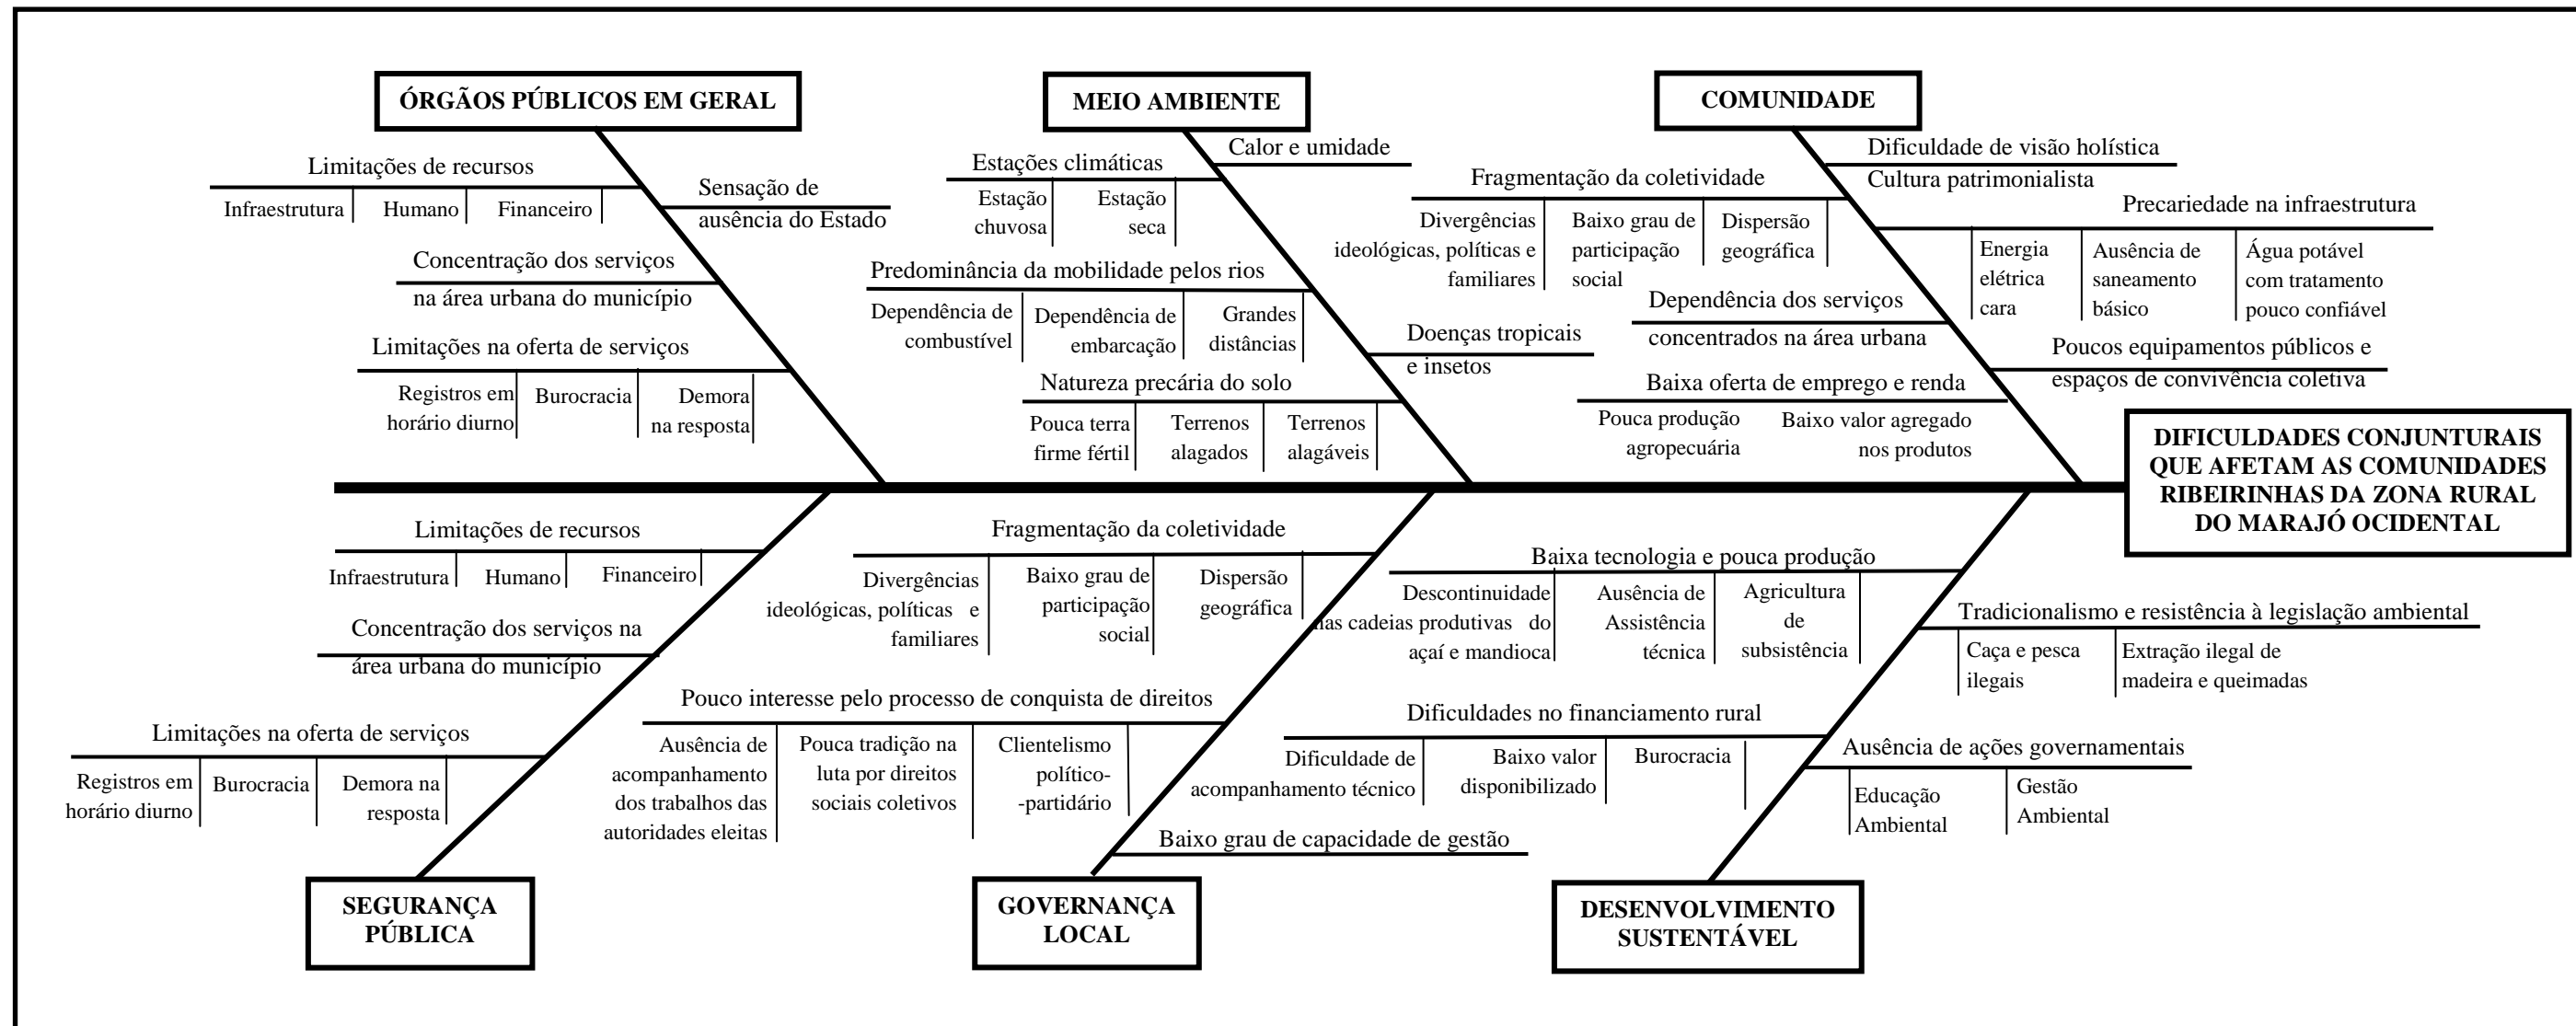 ÓRGÃOS PÚBLICOS EM GERAL
Limitações de recursos
Infraestrutura
Humano
Financeiro
Sensação de
ausência do Estado
Concentração dos serviços
na área urbana do município
Limitações na oferta de serviços
Registros em
horário diurno
Burocracia
Demora
na resposta
MEIO AMBIENTE
Calor e umidade
Estações climáticas
Estação
chuvosa
Estação
seca
Predominância da mobilidade pelos rios
Dependência de
combustível
Dependência de
embarcação
Grandes
distâncias
Doenças tropicais
e insetos
Natureza precária do solo
Pouca terra
firme fértil
Terrenos
alagados
Terrenos
alagáveis
COMUNIDADE
Dificuldade de visão holística
Cultura patrimonialista
Fragmentação da coletividade
Divergências
ideológicas, políticas e
familiares
Baixo grau de
participação
social
Dispersão
geográfica
Precariedade na infraestrutura
Energia
elétrica
cara
Ausência de
saneamento
básico
Água potável
com tratamento
pouco confiável
Dependência dos serviços
concentrados na área urbana
Poucos equipamentos públicos e
espaços de convivência coletiva
Baixa oferta de emprego e renda
Pouca produção
agropecuária
Baixo valor agregado
nos produtos
DIFICULDADES CONJUNTURAIS
QUE AFETAM AS COMUNIDADES
RIBEIRINHAS DA ZONA RURAL
DO MARAJÓ OCIDENTAL
Limitações de recursos
Infraestrutura
Humano
Financeiro
Concentração dos serviços na
área urbana do município
Limitações na oferta de serviços
Registros em
horário diurno
Burocracia
Demora na
resposta
SEGURANÇA
PÚBLICA
Fragmentação da coletividade
Divergências
ideológicas, políticas e
familiares
Baixo grau de
participação
social
Dispersão
geográfica
Pouco interesse pelo processo de conquista de direitos
Ausência de
acompanhamento
dos trabalhos das
autoridades eleitas
Pouca tradição na
luta por direitos
sociais coletivos
Clientelismo
político-
-partidário
Baixo grau de capacidade de gestão
GOVERNANÇA
LOCAL
Baixa tecnologia e pouca produção
Descontinuidade
nas cadeias produtivas do
açaí e mandioca
Ausência de
Assistência
técnica
Agricultura
de
subsistência
Tradicionalismo e resistência à legislação ambiental
Caça e pesca
ilegais
Extração ilegal de
madeira e queimadas
Dificuldades no financiamento rural
Dificuldade de
acompanhamento técnico
Baixo valor
disponibilizado
Burocracia
Ausência de ações governamentais
Educação
Ambiental
Gestão
Ambiental
DESENVOLVIMENTO
SUSTENTÁVEL